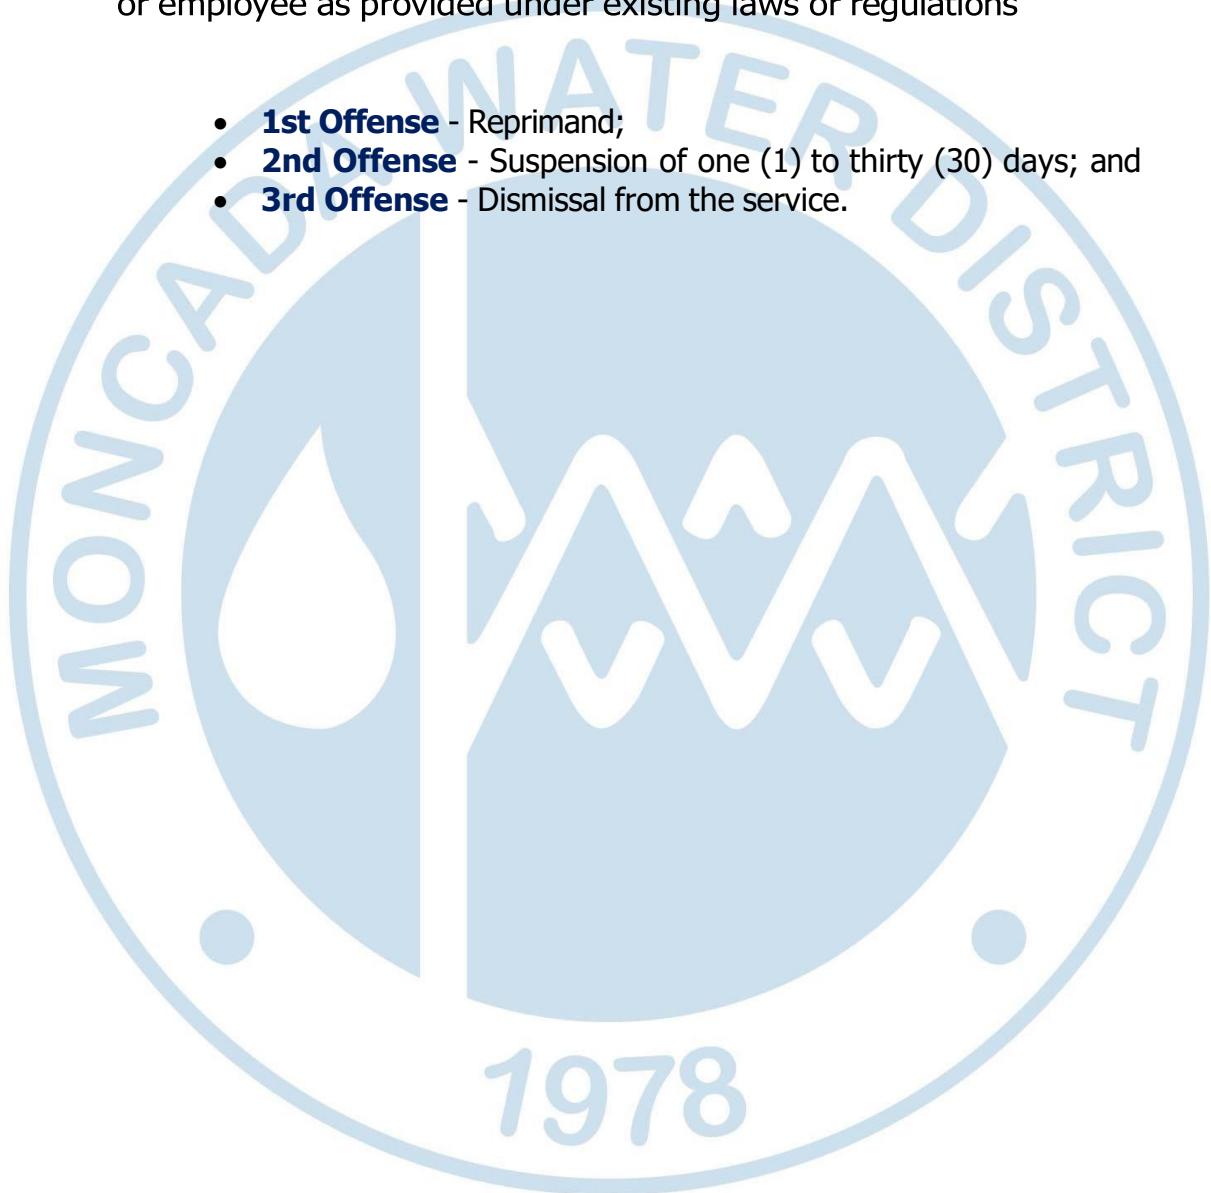 or employee as provided under existing laws or regulations
• 1st Offense - Reprimand;
• 2nd Offense - Suspension of one (1) to thirty (30) days; and
• 3rd Offense - Dismissal from the service.
MONCADA WATER DISTRICT
1978